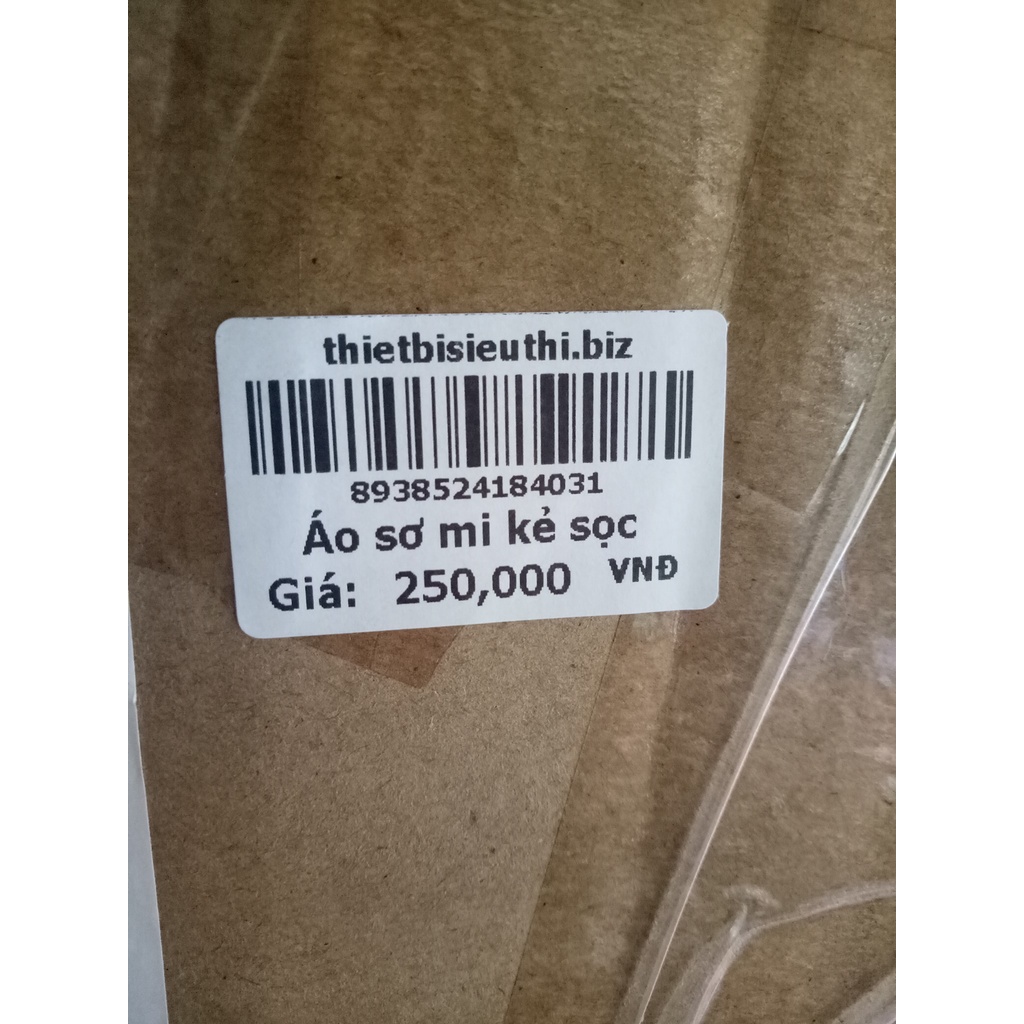 thietbisieuthi.biz
8938524184031
Áo sơ mi kẻ sọc
Giá: 250,000 VNĐ